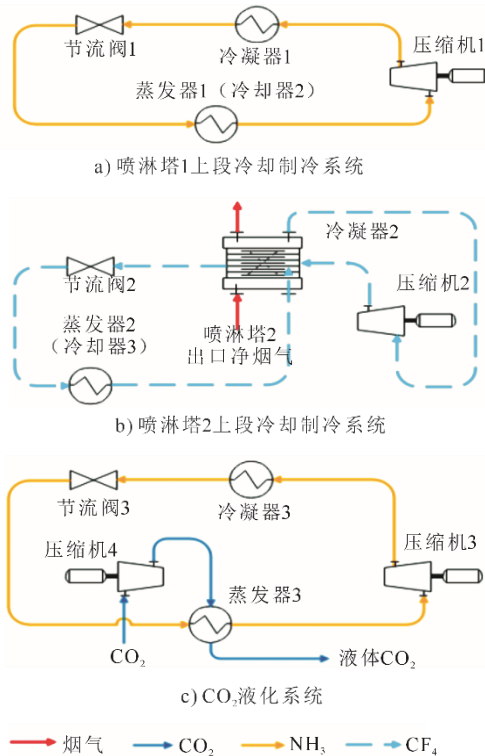 节流阀1
冷凝器1
压缩机1
蒸发器1（冷却器2）
a) 喷淋塔1上段冷却制冷系统
冷凝器2
节流阀2
压缩机2
蒸发器2
（冷却器3）
喷淋塔2
出口净烟气
b) 喷淋塔2上段冷却制冷系统
节流阀3
冷凝器3
压缩机4
压缩机3
蒸发器3
CO₂
液体CO₂
c) CO₂液化系统
烟气
CO₂
NH₃
CF₄